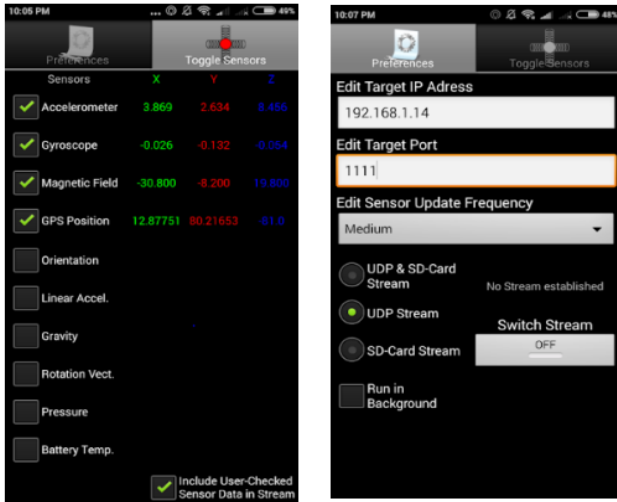 10:05 PM
... 49%
Preferences
Toggle Sensors
Sensors X Y Z
Accelerometer 3.869 2.634 8.456
Gyroscope -0.026 -0.132 -0.054
Magnetic Field -30.800 -8.200
GPS Position 12.87751 80.21653 -61.0
Orientation
Linear Accel.
Gravity
Rotation Vect.
Pressure
Battery Temp.
Include User-Checked
Sensor Data in Stream
10:07 PM
48%
Preferences
Toggle Sensors
Edit Target IP Adress
192.168.1.14
Edit Target Port
1111
Edit Sensor Update Frequency
Medium
UDP & SD-Card
Stream
No Stream established
UDP Stream
Switch Stream
OFF
SD-Card Stream
Run in
Background